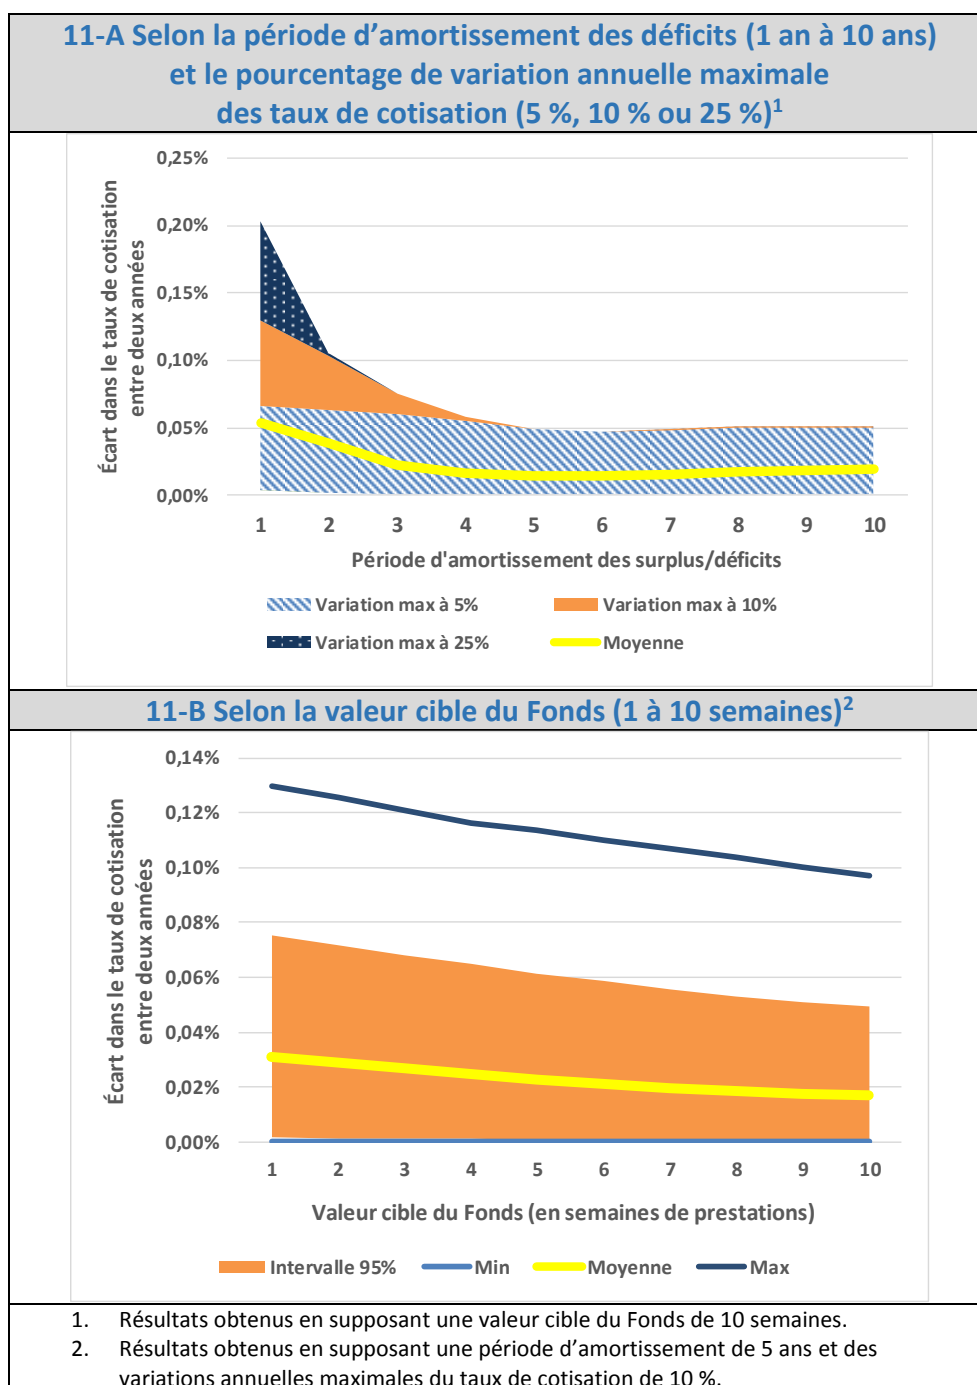 11-A Selon la période d’amortissement des déficits (1 an à 10 ans)
et le pourcentage de variation annuelle maximale
des taux de cotisation (5 %, 10 % ou 25 %)1
Écart dans le taux de cotisation
entre deux années
0,25%
0,20%
0,15%
0,10%
0,05%
0,00%
1 2 3 4 5 6 7 8 9 10
Période d'amortissement des surplus/déficits
Variation max à 5% Variation max à 10%
Variation max à 25% Moyenne
11-B Selon la valeur cible du Fonds (1 à 10 semaines)2
Écart dans le taux de cotisation
entre deux années
0,14%
0,12%
0,10%
0,08%
0,06%
0,04%
0,02%
0,00%
1 2 3 4 5 6 7 8 9 10
Valeur cible du Fonds (en semaines de prestations)
Intervalle 95% Min Moyenne Max
1. Résultats obtenus en supposant une valeur cible du Fonds de 10 semaines.
2. Résultats obtenus en supposant une période d’amortissement de 5 ans et des
variations annuelles maximales du taux de cotisation de 10 %.